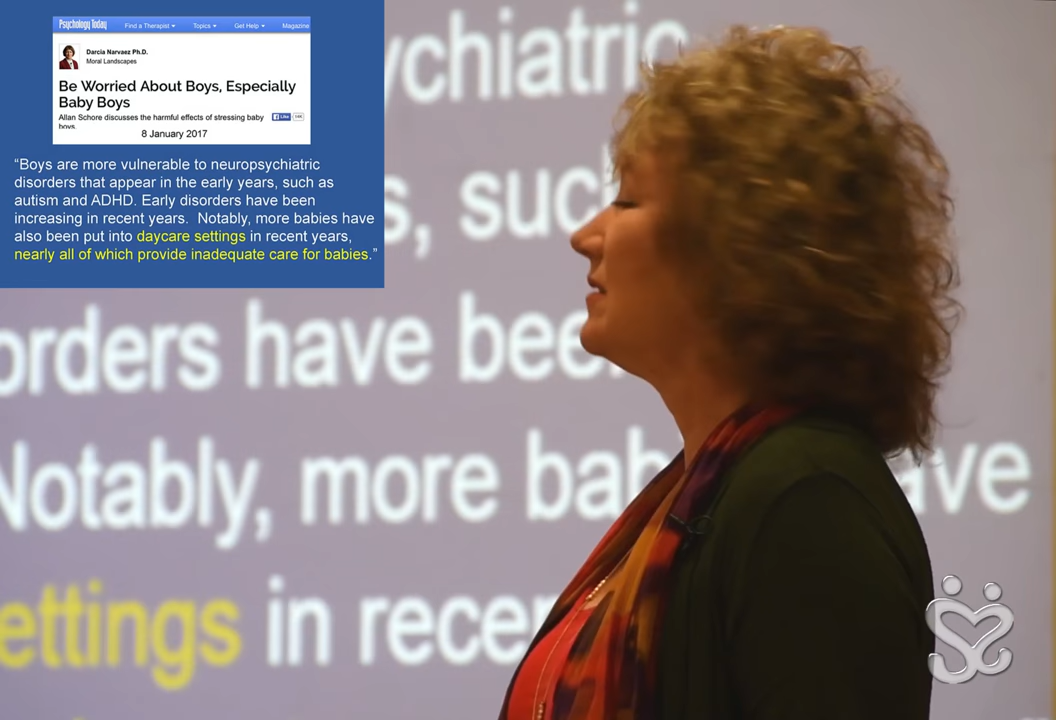 Psychology Today
Find a Therapist
Topics
Get Help
Magazine
Darcia Narvaez Ph.D.
Moral Landscapes
Be Worried About Boys, Especially
Baby Boys
Allan Schore discusses the harmful effects of stressing baby
boys.
Like
8 January 2017
“Boys are more vulnerable to neuropsychiatric
disorders that appear in the early years, such as
autism and ADHD. Early disorders have been
increasing in recent years.  Notably, more babies have
also been put into daycare settings in recent years,
nearly all of which provide inadequate care for babies.”
ychiatric
s, suc
orders have bee
Notably, more bab ave
ettings in recen